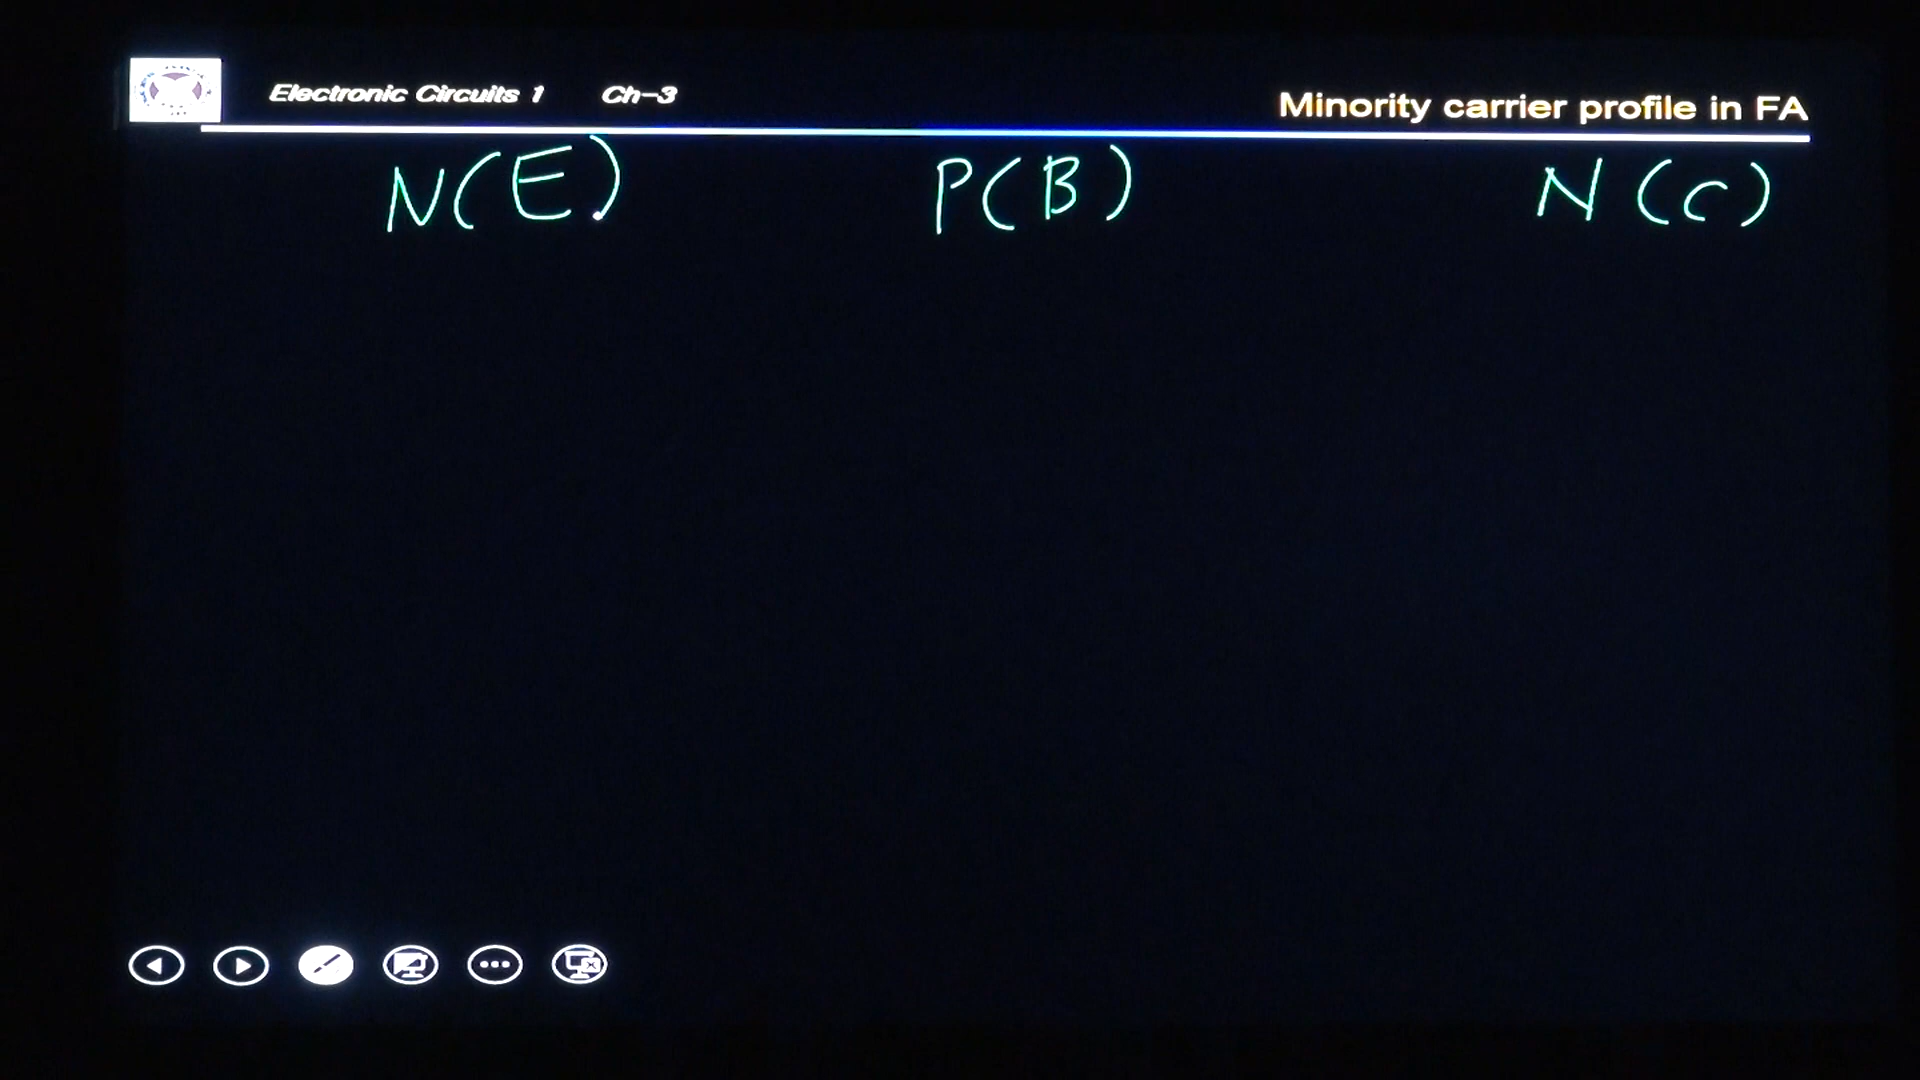 Electronic Circuits 1 Ch-3
Minority carrier profile in FA
N(E) P(B) N(C)